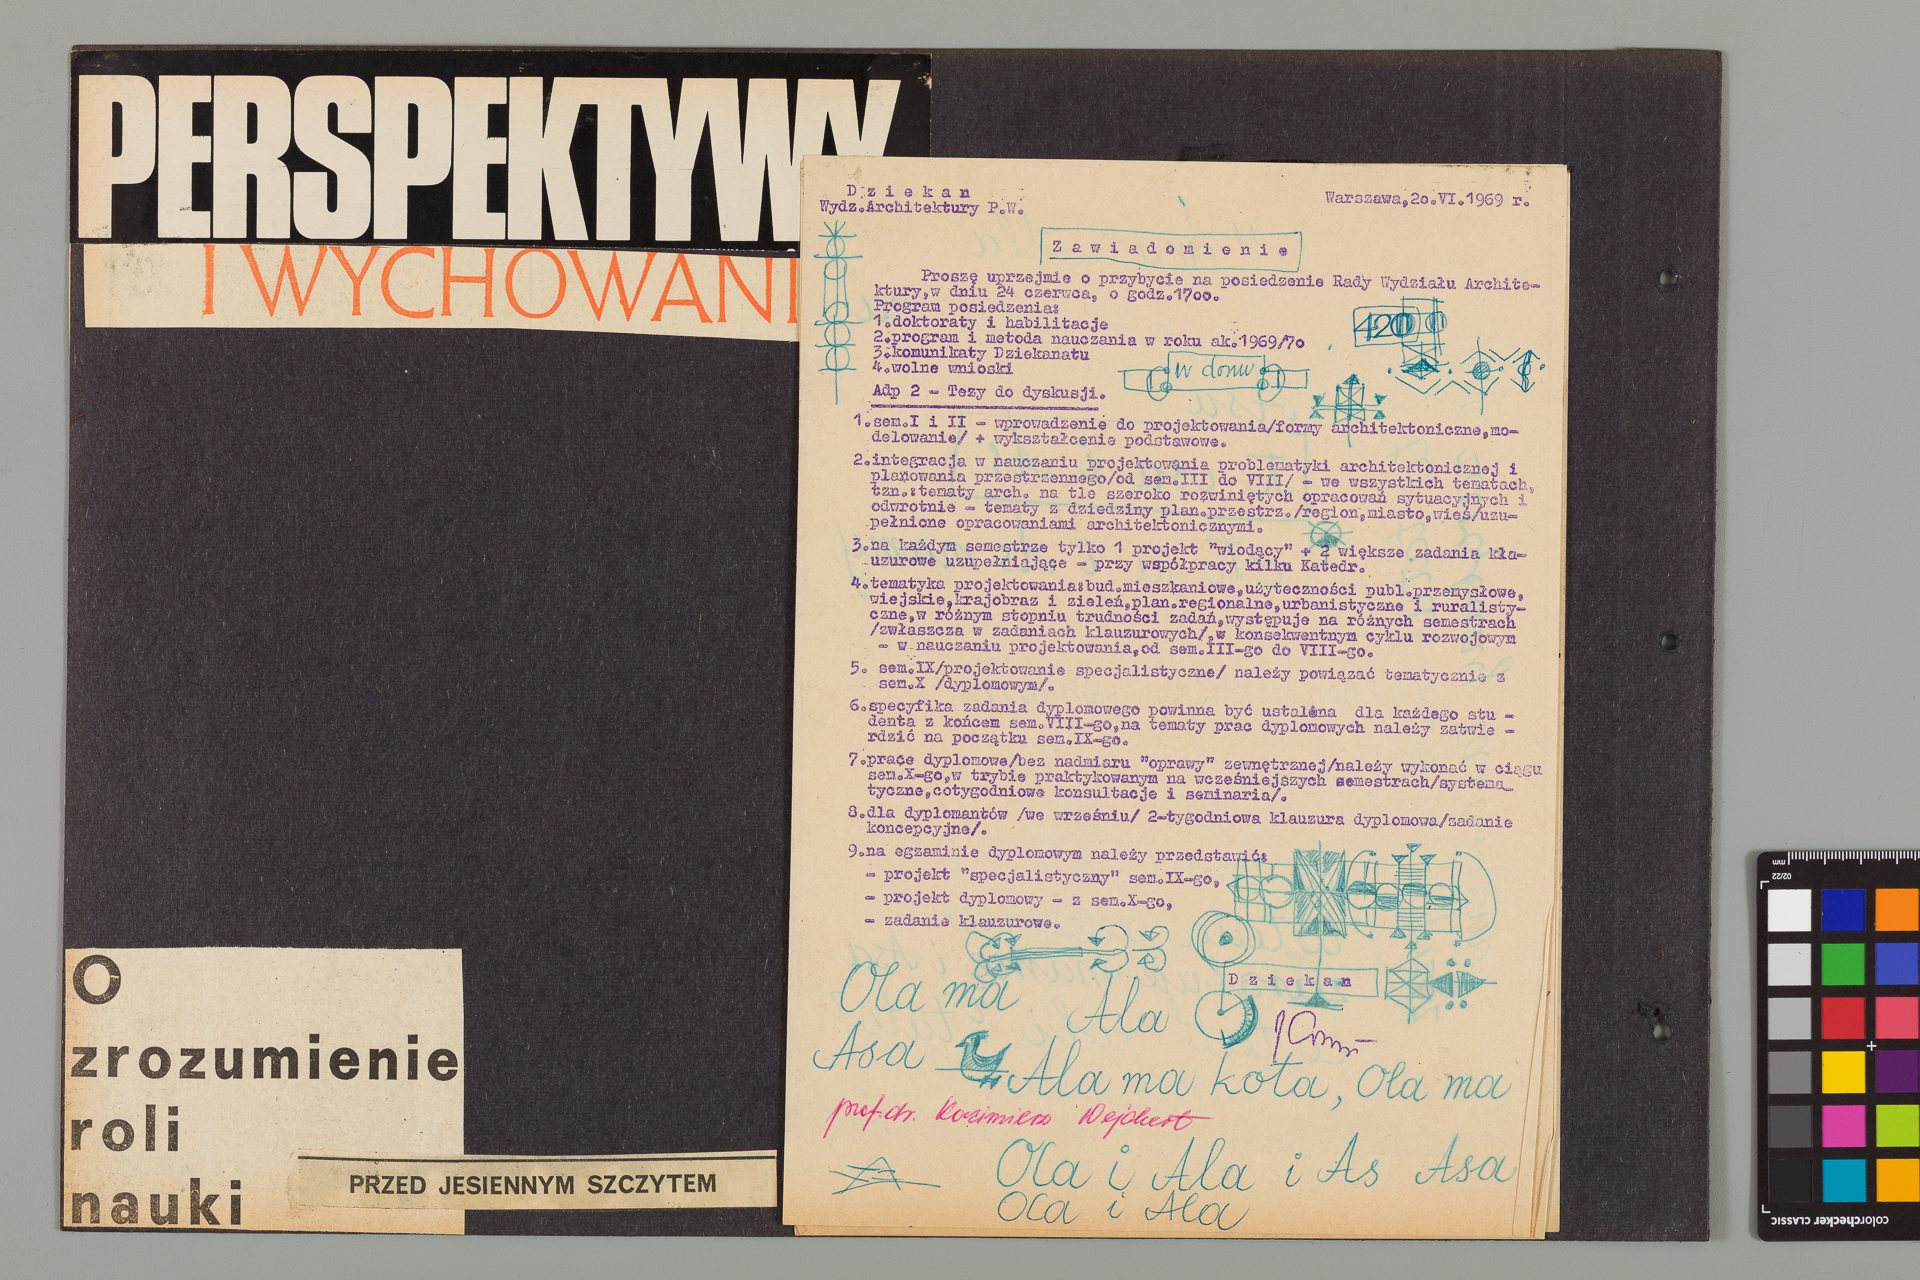 PERSPEKTYWY
I WYCHOWANI
Dziekan
Wydz.Architektury P.W.
Warszawa,2o.VI.1969 r.
Zawiadomienie
Proszę uprzejmie o przybycie na posiedzenie Rady Wydziału Archite-
ktury,w dniu 24 czerwca, o godz.17oo.
Program posiedzenia:
1.doktoraty i habilitacje
2.program i metoda nauczania w roku ak.1969/7o
3.komunikaty Dziekanatu
4.wolne wnioski
420
w domu
Adp 2 - Tezy do dyskusji.
1.sem.I i II - wprowadzenie do projektowania/formy architektoniczne,mo-
delowanie/ + wykształcenie podstawowe.
2.integracja w nauczaniu projektowania problematyki architektonicznej i
planowania przestrzennego/od sem.III do VIII/ - we wszystkich tematach,
tzn.:tematy arch. na tle szeroko rozwiniętych opracowań sytuacyjnych i
odwrotnie - tematy z dziedziny plan.przestrz./region,miasto,wieś/uzu-
pełnione opracowaniami architektonicznymi.
3.na każdym semestrze tylko 1 projekt "wiodący" + 2 większe zadania kla-
uzurowe uzupełniające - przy współpracy kilku Katedr.
4.tematyka projektowania:bud.mieszkaniowe,użyteczności publ.przemysłowe,
wiejskie,krajobraz i zieleń,plan.regionalne,urbanistyczne i ruralisty-
czne,w różnym stopniu trudności zadań,występuje na różnych semestrach
/zwłaszcza w zadaniach klauzurowych/,w konsekwentnym cyklu rozwojowym
- w nauczaniu projektowania,od sem.III-go do VIII-go.
5. sem.IX/projektowanie specjalistyczne/ należy powiązać tematycznie z
sem.X /dyplomowym/.
6.specyfika zadania dyplomowego powinna być ustalona dla każdego stu -
denta z końcem sem.VIII-go,na tematy prac dyplomowych należy zatwie -
rdzić na początku sem.IX-go.
7.prace dyplomowe/bez nadmiaru "oprawy" zewnętrznej/należy wykonać w ciągu
sem.X-go,w trybie praktykowanym na wcześniejszych semestrach/systema_
tyczne,cotygodniowe konsultacje i seminaria/.
8.dla dyplomantów /we wrześniu/ 2-tygodniowa klauzura dyplomowa/zadanie
koncepcyjne/.
9.na egzaminie dyplomowym należy przedstawić:
- projekt "specjalistyczny" sem.IX-go,
- projekt dyplomowy - z sem.X-go,
- zadanie klauzurowe.
Dziekan
Ola ma Ala
Asa
Ala ma kota, Ola ma
prof. dr. Kazimierz Wejchert
Ola i Ala i As Asa
Ola i Ala
O
zrozumienie
roli
nauki
PRZED JESIENNYM SZCZYTEM
mm
02/22
colorchecker CLASSIC